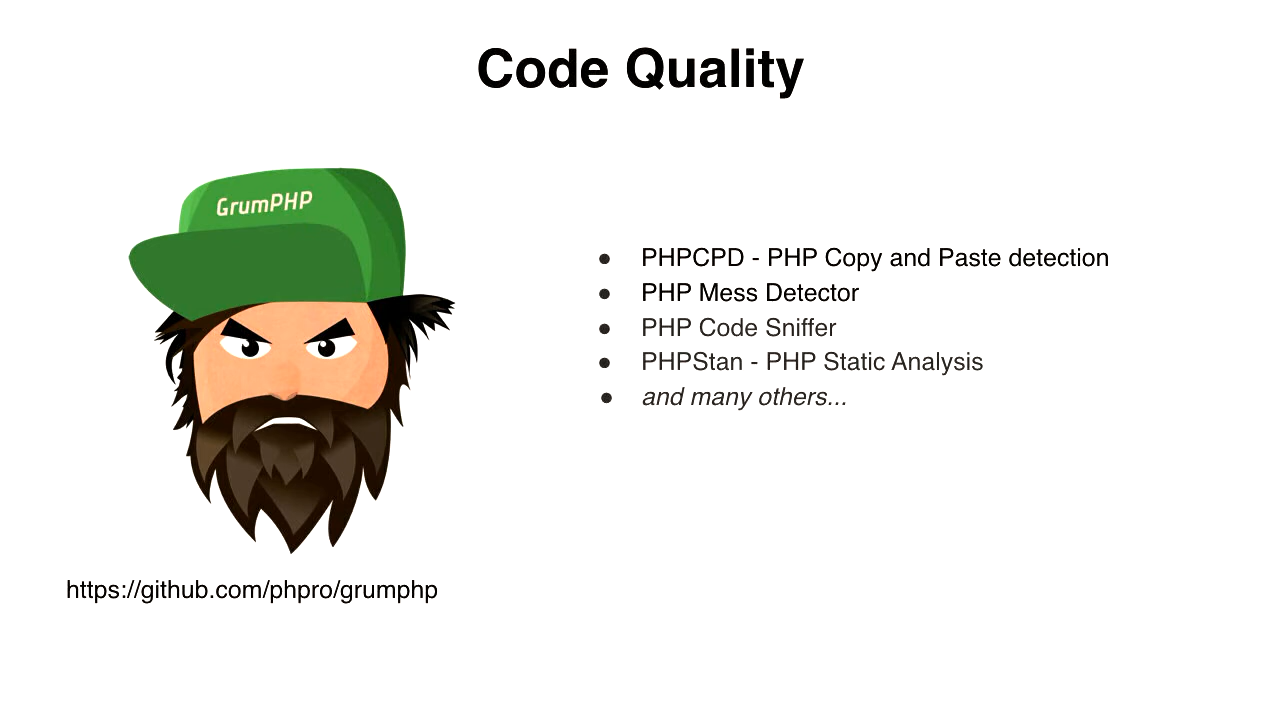 Code Quality
GrumPHP
● PHPCPD - PHP Copy and Paste detection
● PHP Mess Detector
● PHP Code Sniffer
● PHPStan - PHP Static Analysis
● and many others...
https://github.com/phpro/grumphp